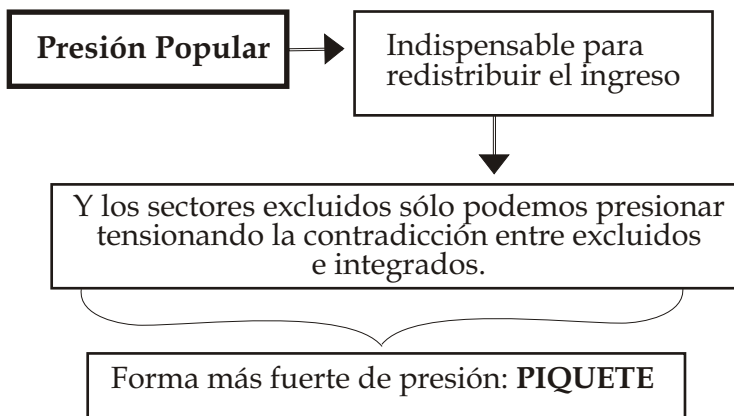 Presión Popular
Indispensable para
redistribuir el ingreso
Y los sectores excluidos sólo podemos presionar
tensionando la contradicción entre excluidos
e integrados.
Forma más fuerte de presión: PIQUETE